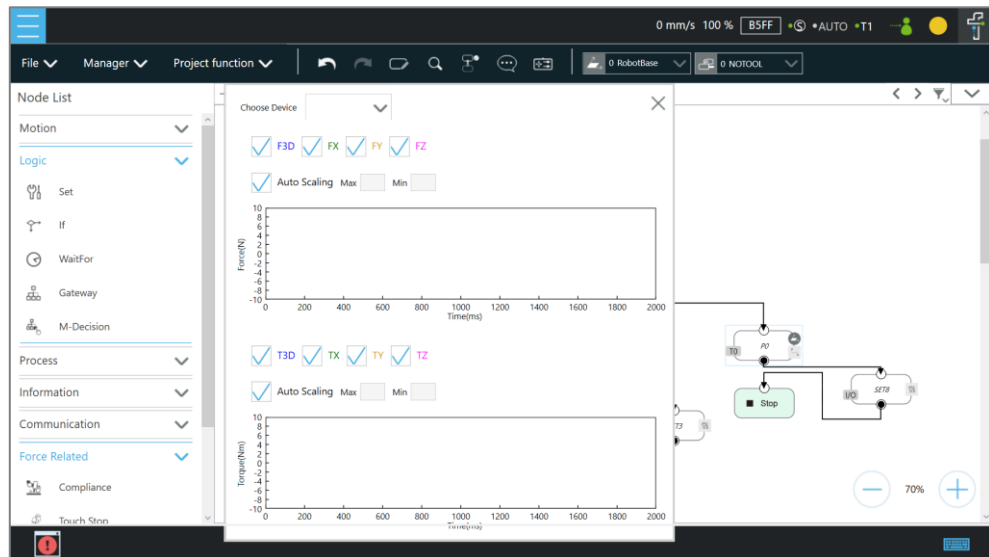 0 mm/s 100 % B5FF •Ⓢ •AUTO •T1
File Manager Project function 0 RobotBase 0 NOTOOL
Node List
Motion
Logic
Set
If
WaitFor
Gateway
M-Decision
Process
Information
Communication
Force Related
Compliance
Touch Stop
Choose Device
F3D FX FY FZ
Auto Scaling Max Min
10
8
6
4
2
0
-2
-4
-6
-8
-10
Force(N)
0 200 400 600 800 1000 1200 1400 1600 1800 2000
Time(ms)
T3D TX TY TZ
Auto Scaling Max Min
10
8
6
4
2
0
-2
-4
-6
-8
-10
Torque(Nm)
0 200 400 600 800 1000 1200 1400 1600 1800 2000
Time(ms)
T0 P0
I/O SET8
Stop
T3
70%